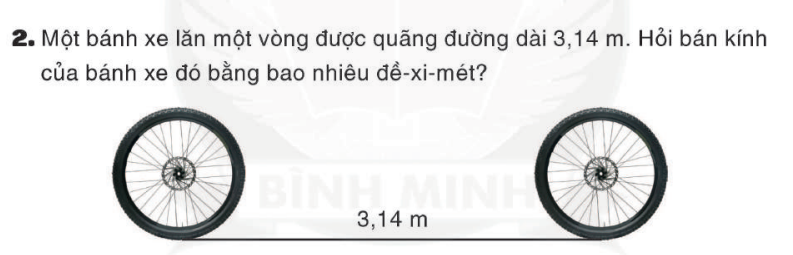 2. Một bánh xe lăn một vòng được quãng đường dài 3,14 m. Hỏi bán kính
của bánh xe đó bằng bao nhiêu đề-xi-mét?
BÌNH MINH
3,14 m